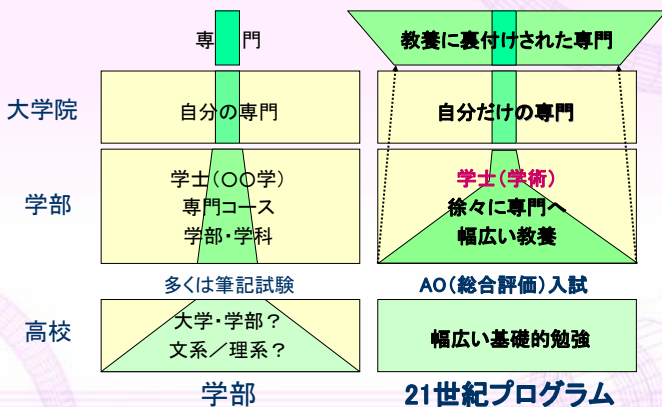 専 門
教養に裏付けされた専門
大学院
自分の専門
自分だけの専門
学部
学士(〇〇学)
専門コース
学部・学科
学士(学術)
徐々に専門へ
幅広い教養
多くは筆記試験
AO(総合評価)入試
高校
大学・学部?
文系/理系?
幅広い基礎的勉強
学部
21世紀プログラム